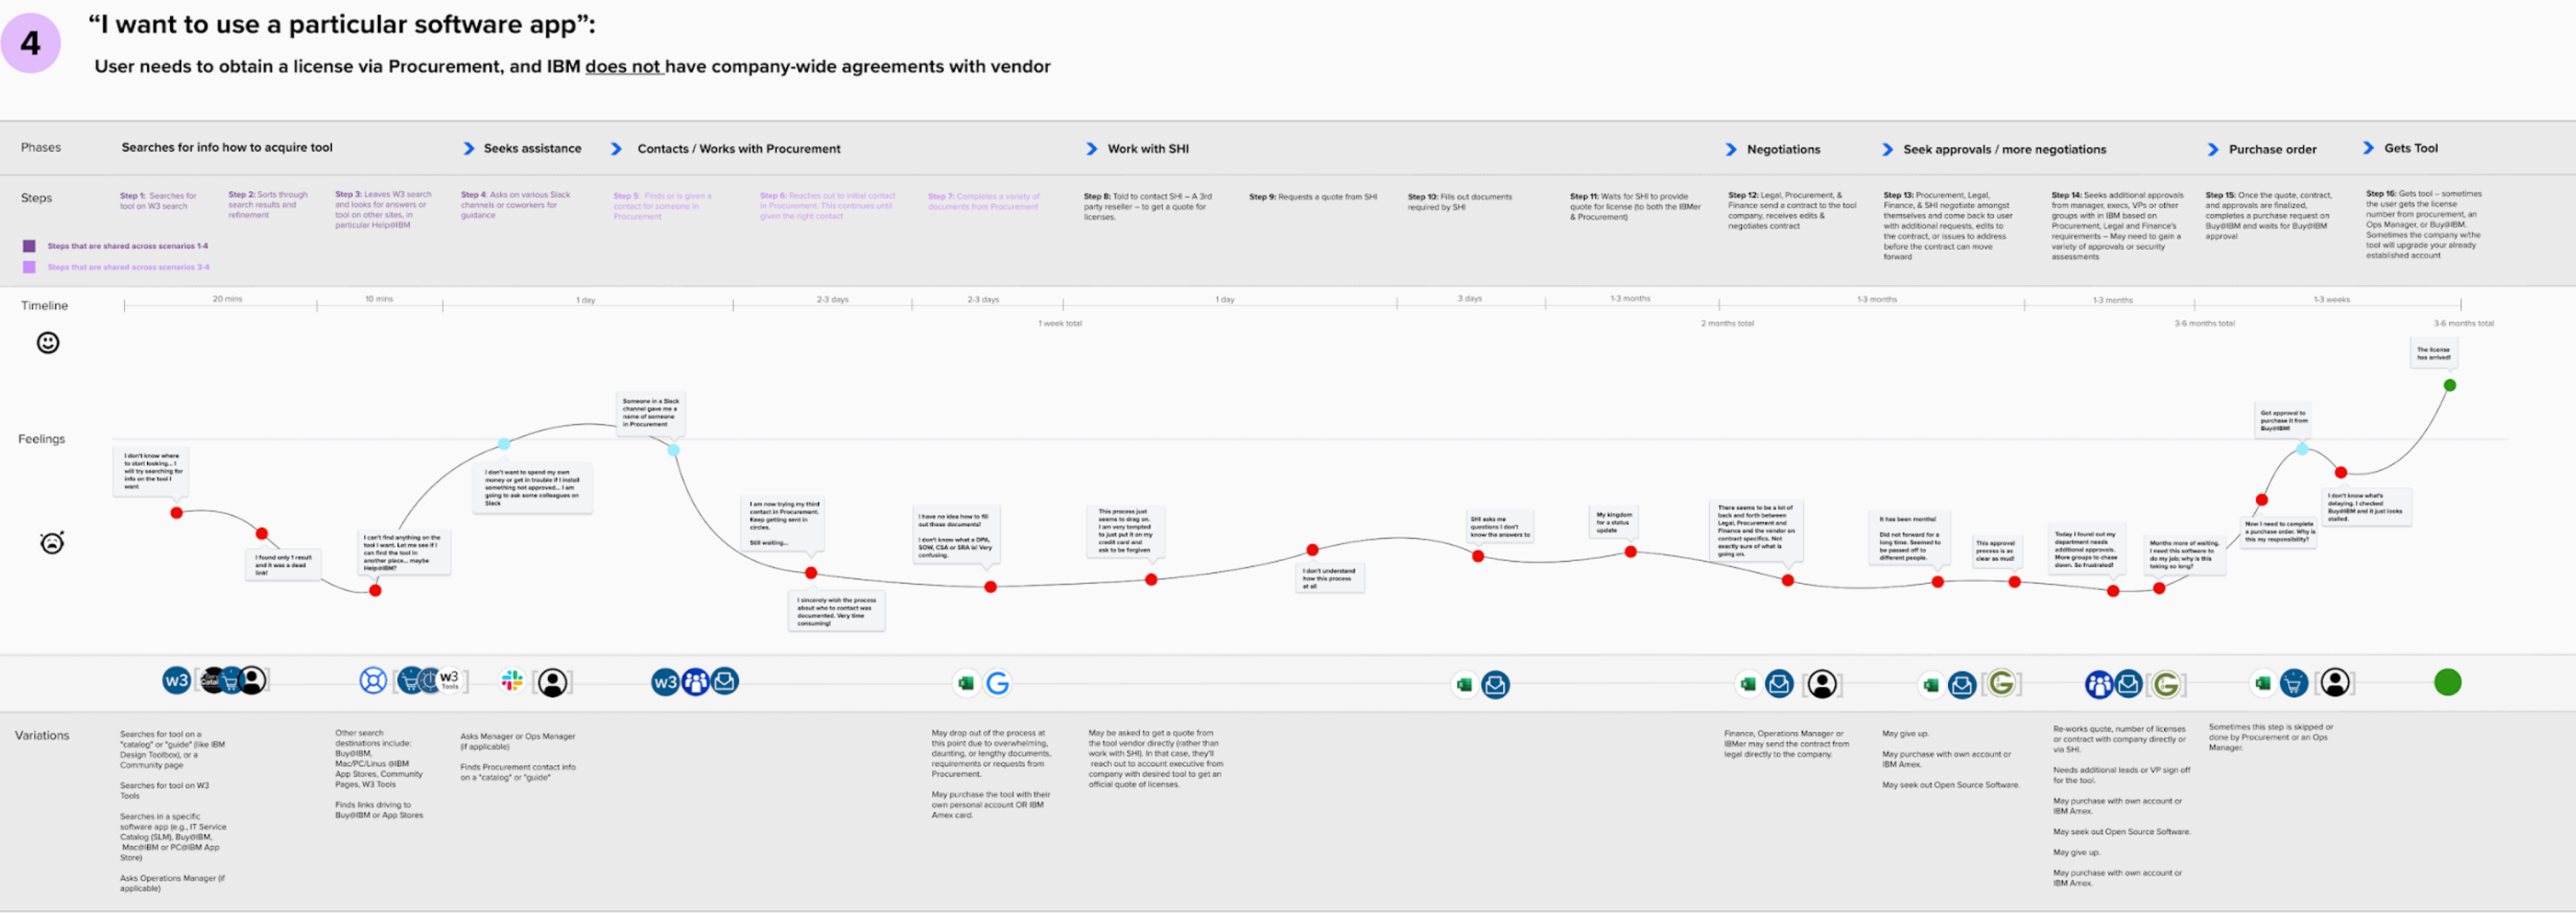 4
“I want to use a particular software app”:
User needs to obtain a license via Procurement, and IBM does not have company-wide agreements with vendor
Phases
Searches for info how to acquire tool
Seeks assistance
Contacts / Works with Procurement
Work with SHI
Negotiations
Seek approvals / more negotiations
Purchase order
Gets Tool
Steps
Step 1: Searches for
tool on W3 search
Step 2: Sorts through
search results and
refinement
Step 3: Leaves W3 search
and looks for answers or
tool on other sites, in
particular Help@IBM
Step 4: Asks on various Slack
channels or coworkers for
guidance
Step 5: Finds or is given a
contact for someone in
Procurement
Step 6: Reaches out to initial contact
in Procurement. This continues until
given the right contact
Step 7: Completes a variety of
documents from Procurement
Step 8: Told to contact SHI – A 3rd
party reseller – to get a quote for
licenses.
Step 9: Requests a quote from SHI
Step 10: Fills out documents
required by SHI
Step 11: Waits for SHI to provide
quote for license (to both the IBMer
& Procurement)
Step 12: Legal, Procurement, &
Finance send a contract to the tool
company, receives edits &
negotiates contract
Step 13: Procurement, Legal,
Finance, & SHI negotiate amongst
themselves and come back to user
with additional requests, edits to
the contract, or issues to address
before the contract can move
forward
Step 14: Seeks additional approvals
from manager, execs, VPs or other
groups with in IBM based on
Procurement, Legal and Finance's
requirements – May need to gain a
variety of approvals or security
assessments
Step 15: Once the quote, contract,
and approvals are finalized,
completes a purchase request on
Buy@IBM and waits for Buy@IBM
approval
Step 16: Gets tool – sometimes
the user gets the license
number from procurement, an
Ops Manager, or Buy@IBM.
Sometimes the company w/the
tool will upgrade your already
established account
Steps that are shared across scenarios 1-4
Steps that are shared across scenarios 3-4
Timeline
20 mins
10 mins
1 day
2-3 days
2-3 days
1 day
3 days
1-3 months
1-3 months
1-3 months
1-3 weeks
1 week total
2 months total
3-6 months total
3-6 months total
Feelings
I don't know where
to start looking... I
will try searching for
info on the tool I
want
I found only 1 result
and it was a dead
link!
I can't find anything on the
tool I want. Let me see if I
can find the tool in
another place... maybe
Help@IBM?
I don't want to spend my own
money or get in trouble if I install
something not approved... I am
going to ask some colleagues on
Slack
Someone in a Slack
channel gave me a
name of someone
in Procurement
I am now trying my third
contact in Procurement.
Keep getting sent in
circles.
Still waiting...
I sincerely wish the process
about who to contact was
documented. Very time
consuming!
I have no idea how to fill
out these documents!
I don't know what a DPA,
SOW, CSA or SRA is! Very
confusing.
This process just
seems to drag on.
I am very tempted
to just put it on my
credit card and
ask to be forgiven
I don't understand
how this process
at all
SHI asks me
questions I don't
know the answers to
My kingdom
for a status
update
There seems to be a lot of
back and forth between
Legal, Procurement and
Finance and the vendor on
contract specifics. Not
exactly sure of what is
going on.
It has been months!
Did not forward for a
long time. Seemed to
be passed off to
different people.
This approval
process is as
clear as mud!
Today I found out my
department needs
additional approvals.
More groups to chase
down. So frustrated!
Months more of waiting.
I need this software to
do my job; why is this
taking so long?
Now I need to complete
a purchase order. Why is
this my responsibility?
Got approval to
purchase it from
Buy@IBM!
I don't know what's
delaying. I checked
Buy@IBM and it just looks
stalled.
The license
has arrived!
w3
w3
Tools
w3
Variations
Searches for tool on a
"catalog" or "guide" (like IBM
Design Toolbox), or a
Community page
Searches for tool on W3
Tools
Searches in a specific
software app (e.g., IT Service
Catalog (SLM), Buy@IBM,
Mac@IBM or PC@IBM App
Store)
Asks Operations Manager (if
applicable)
Other search
destinations include:
Buy@IBM,
Mac/PC/Linus @IBM
App Stores, Community
Pages, W3 Tools
Finds links driving to
Buy@IBM or App Stores
Asks Manager or Ops Manager
(if applicable)
Finds Procurement contact info
on a "catalog" or "guide"
May drop out of the process at
this point due to overwhelming,
daunting, or lengthy documents,
requirements or requests from
Procurement.
May purchase the tool with their
own personal account OR IBM
Amex card.
May be asked to get a quote from
the tool vendor directly (rather than
work with SHI). In that case, they'll
reach out to account executive from
company with desired tool to get an
official quote of licenses.
Finance, Operations Manager or
IBMer may send the contract from
legal directly to the company.
May give up.
May purchase with own account or
IBM Amex.
May seek out Open Source Software.
Re-works quote, number of licenses
or contract with company directly or
via SHI.
Needs additional leads or VP sign off
for the tool.
May purchase with own account or
IBM Amex.
May seek out Open Source Software.
May give up.
May purchase with own account or
IBM Amex.
Sometimes this step is skipped or
done by Procurement or an Ops
Manager.